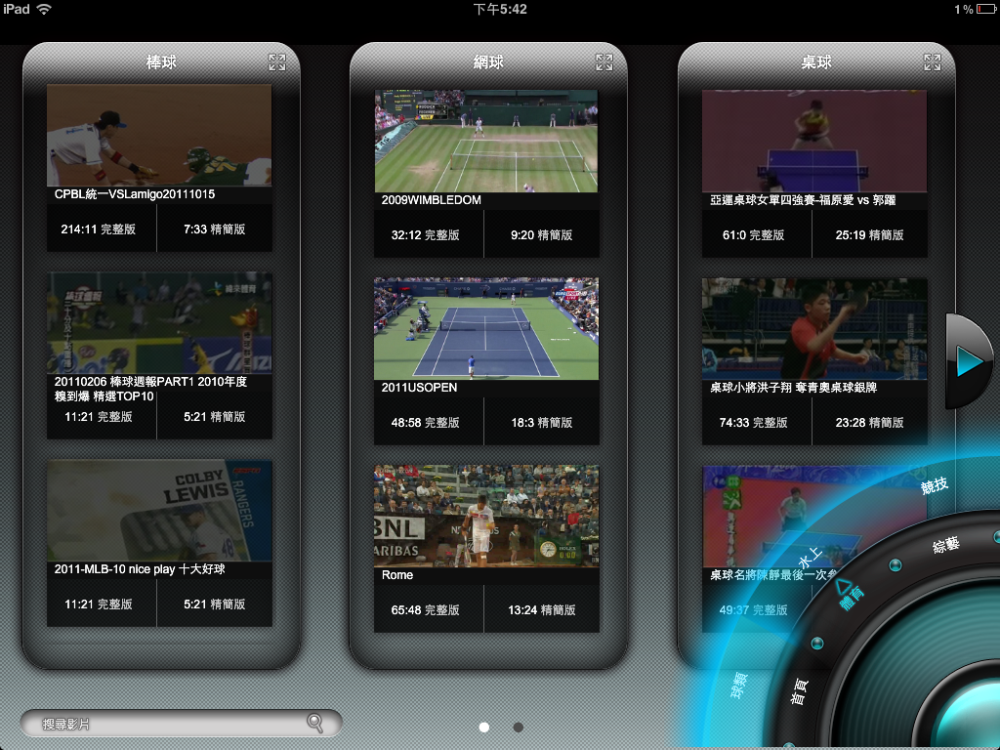 iPad
下午5:42
1%
棒球
CPBL統一VSLamigo20111015
214:11 完整版
7:33 精簡版
20110206 棒球週報PART1 2010年度
糗到爆 精選TOP10
11:21 完整版
5:21 精簡版
COLBY
LEWIS
RANGERS
2011-MLB-10 nice play 十大好球
11:21 完整版
5:21 精簡版
網球
2009WIMBLEDOM
32:12 完整版
9:20 精簡版
2011USOPEN
48:58 完整版
18:3 精簡版
BNL
PARIBAS
ROLEX
Rome
65:48 完整版
13:24 精簡版
桌球
亞運桌球女單四強賽-福原愛 vs 郭躍
61:0 完整版
25:19 精簡版
桌球小將洪子翔 奪青奧桌球銀牌
74:33 完整版
23:28 精簡版
桌球名將陳靜最後一次
49:37 完整版
競技
水上
球類
綜藝
體育
首頁
搜尋影片